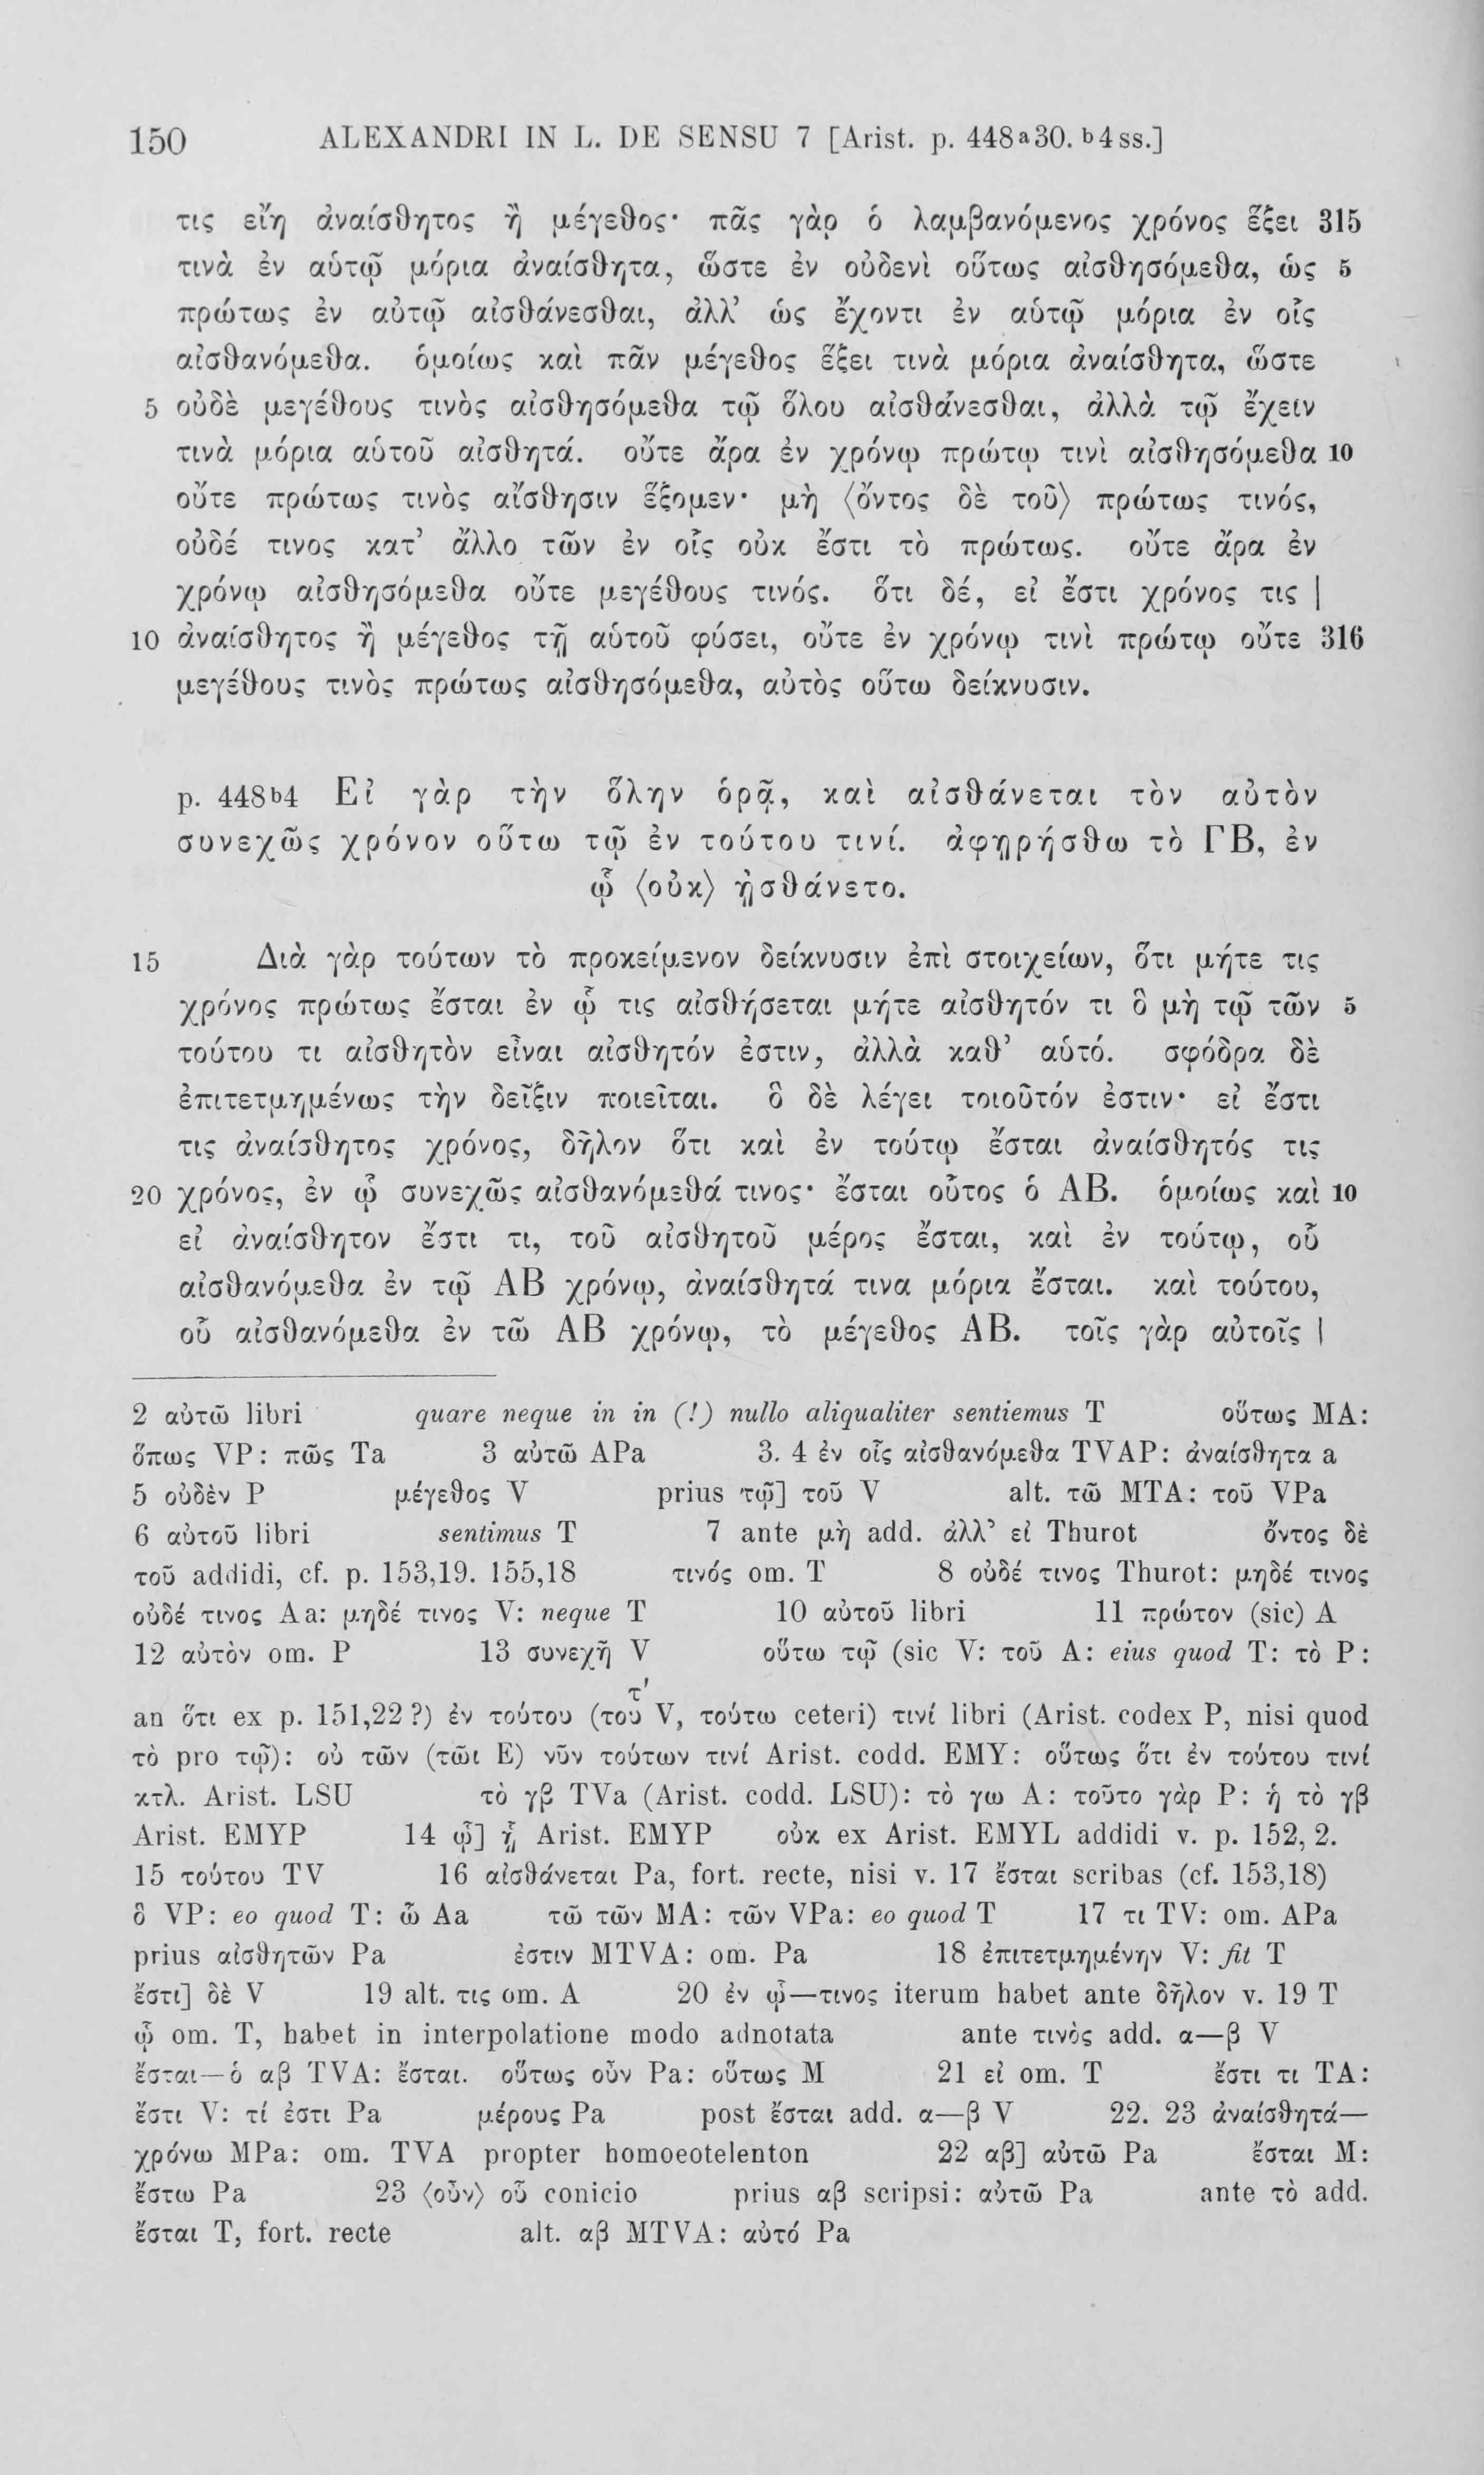 150 ALEXANDRI IN L. DE SENSU 7 [Arist. p. 448a30. b4ss.]
τις εἴη ἀναίσθητος ἢ μέγεθος· πᾶς γὰρ ὁ λαμβανόμενος χρόνος ἕξει 315
τινὰ ἐν αὑτῷ μόρια ἀναίσθητα, ὥστε ἐν οὐδενὶ οὕτως αἰσθησόμεθα, ὡς 5
πρώτως ἐν αὐτῷ αἰσθάνεσθαι, ἀλλ’ ὡς ἔχοντι ἐν αὑτῷ μόρια ἐν οἷς
αἰσθανόμεθα. ὁμοίως καὶ πᾶν μέγεθος ἕξει τινὰ μόρια ἀναίσθητα, ὥστε
5 οὐδὲ μεγέθους τινὸς αἰσθησόμεθα τῷ ὅλου αἰσθάνεσθαι, ἀλλὰ τῷ ἔχειν
τινὰ μόρια αὑτοῦ αἰσθητά. οὔτε ἄρα ἐν χρόνῳ πρώτῳ τινὶ αἰσθησόμεθα 10
οὔτε πρώτως τινὸς αἴσθησιν ἕξομεν· μὴ ⟨ὄντος δὲ τοῦ⟩ πρώτως τινός,
οὐδέ τινος κατ’ ἄλλο τῶν ἐν οἷς οὐκ ἔστι τὸ πρώτως. οὔτε ἄρα ἐν
χρόνῳ αἰσθησόμεθα οὔτε μεγέθους τινός. ὅτι δέ, εἰ ἔστι χρόνος τις |
10 ἀναίσθητος ἢ μέγεθος τῇ αὑτοῦ φύσει, οὔτε ἐν χρόνῳ τινὶ πρώτῳ οὔτε 316
μεγέθους τινὸς πρώτως αἰσθησόμεθα, αὐτὸς οὕτω δείκνυσιν.
p. 448b4 Εἰ γὰρ τὴν ὅλην ὁρᾷ, καὶ αἰσθάνεται τὸν αὐτὸν
συνεχῶς χρόνον οὕτω τῷ ἐν τούτου τινί. ἀφῃρήσθω τὸ ΓΒ, ἐν
ᾧ ⟨οὐκ⟩ ᾐσθάνετο.
15 Διὰ γὰρ τούτων τὸ προκείμενον δείκνυσιν ἐπὶ στοιχείων, ὅτι μήτε τις
χρόνος πρώτως ἔσται ἐν ᾧ τις αἰσθήσεται μήτε αἰσθητόν τι ὃ μὴ τῷ τῶν 5
τούτου τι αἰσθητὸν εἶναι αἰσθητόν ἐστιν, ἀλλὰ καθ’ αὑτό. σφόδρα δὲ
ἐπιτετμημένως τὴν δεῖξιν ποιεῖται. ὃ δὲ λέγει τοιοῦτόν ἐστιν· εἰ ἔστι
τις ἀναίσθητος χρόνος, δῆλον ὅτι καὶ ἐν τούτῳ ἔσται ἀναίσθητός τις
20 χρόνος, ἐν ᾧ συνεχῶς αἰσθανόμεθά τινος· ἔσται οὗτος ὁ ΑΒ. ὁμοίως καὶ 10
εἰ ἀναίσθητον ἔστι τι, τοῦ αἰσθητοῦ μέρος ἔσται, καὶ ἐν τούτῳ, οὗ
αἰσθανόμεθα ἐν τῷ ΑΒ χρόνῳ, ἀναίσθητά τινα μόρια ἔσται. καὶ τούτου,
οὗ αἰσθανόμεθα ἐν τῶ ΑΒ χρόνῳ, τὸ μέγεθος ΑΒ. τοῖς γὰρ αὐτοῖς |
2 αὐτῶ libri quare neque in in (!) nullo aliqualiter sentiemus T οὕτως MA:
ὅπως VP: πῶς Ta 3 αὐτῶ APa 3. 4 ἐν οἷς αἰσθανόμεθα TVAP: ἀναίσθητα a
5 οὐδὲν P μέγεθος V prius τῷ] τοῦ V alt. τῶ MTA: τοῦ VPa
6 αὐτοῦ libri sentimus T 7 ante μὴ add. ἀλλ’ εἰ Thurot ὄντος δὲ
τοῦ addidi, cf. p. 153,19. 155,18 τινός om. T 8 οὐδέ τινος Thurot: μηδέ τινος
οὐδέ τινος Aa: μηδέ τινος V: neque T 10 αὐτοῦ libri 11 πρώτον (sic) A
12 αὐτὸν om. P 13 συνεχῆ V οὕτω τῷ (sic V: τοῦ A: eius quod T: τὸ P:
an ὅτι ex p. 151,22?) ἐν τούτου (τοῦτ’ V, τούτω ceteri) τινί libri (Arist. codex P, nisi quod
τὸ pro τῷ): οὐ τῶν (τῶι E) νῦν τούτων τινί Arist. codd. EMY: οὕτως ὅτι ἐν τούτου τινί
κτλ. Arist. LSU τὸ γβ TVa (Arist. codd. LSU): τὸ γω A: τοῦτο γὰρ P: ἡ τὸ γβ
Arist. EMYP 14 ᾧ] ᾗ Arist. EMYP οὐκ ex Arist. EMYL addidi v. p. 152, 2.
15 τούτου TV 16 αἰσθάνεται Pa, fort. recte, nisi v. 17 ἔσται scribas (cf. 153,18)
ὃ VP: eo quod T: ὧ Aa τῶ τῶν MA: τῶν VPa: eo quod T 17 τι TV: om. APa
prius αἰσθητῶν Pa ἐστιν MTVA: om. Pa 18 ἐπιτετμημένην V: fit T
ἔστι] δὲ V 19 alt. τις om. A 20 ἐν ᾧ—τινος iterum habet ante δῆλον v. 19 T
ᾧ om. T, habet in interpolatione modo adnotata ante τινὸς add. α—β V
ἔσται—ὁ αβ TVA: ἔσται. οὕτως οὖν Pa: οὕτως M 21 εἰ om. T ἔστι τι TA:
ἔστι V: τί ἐστι Pa μέρους Pa post ἔσται add. α—β V 22. 23 ἀναίσθητά—
χρόνω MPa: om. TVA propter homoeotelenton 22 αβ] αὐτῶ Pa ἔσται M:
ἔστω Pa 23 ⟨οὖν⟩ οὗ conicio prius αβ scripsi: αὐτῶ Pa ante τὸ add.
ἔσται T, fort. recte alt. αβ MTVA: αὐτό Pa